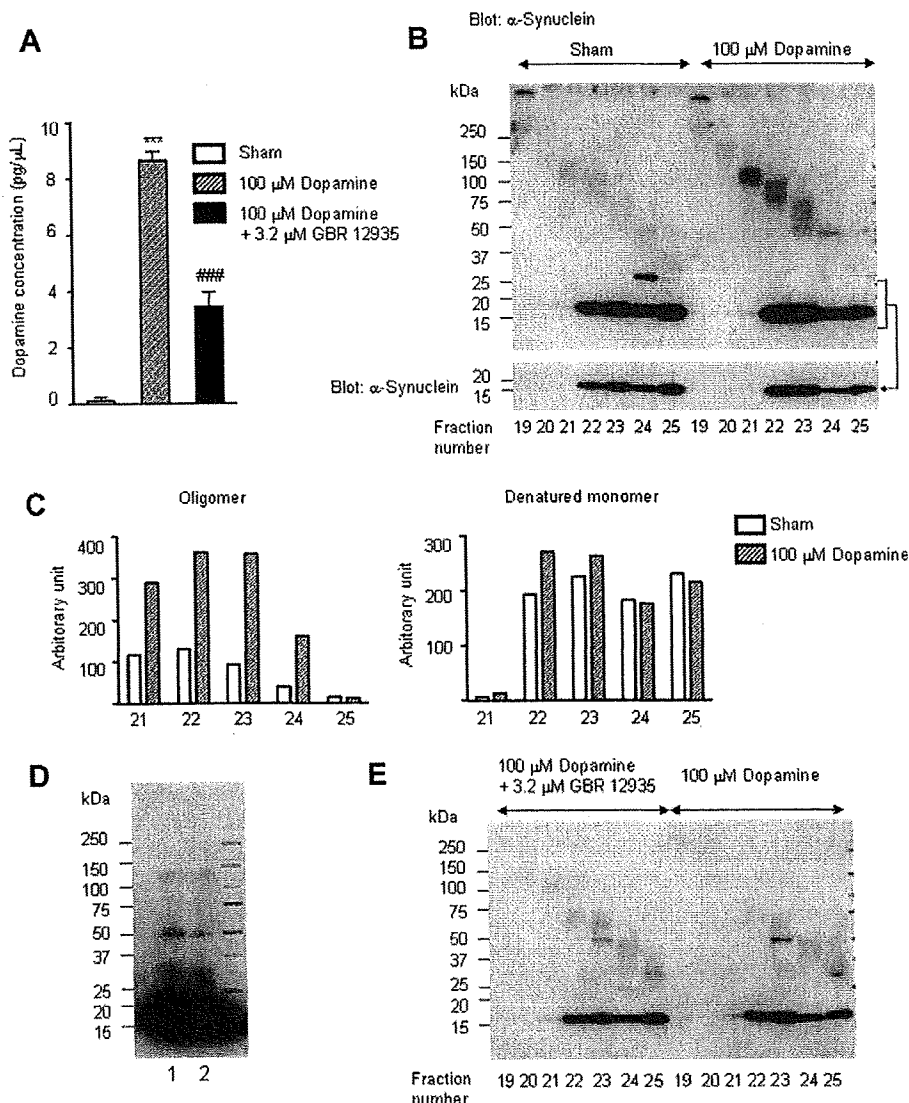 A
Dopamine concentration (pg/µL)
10
8
6
4
2
0
***
###
Sham
100 µM Dopamine
100 µM Dopamine
+ 3.2 µM GBR 12935
B
Blot: α-Synuclein
Sham
100 µM Dopamine
kDa
250
150
100
75
50
37
25
20
15
Blot: α-Synuclein
20
15
Fraction number
19 20 21 22 23 24 25 19 20 21 22 23 24 25
C
Oligomer
Arbitorary unit
400
300
200
100
21 22 23 24 25
Denatured monomer
Arbitorary unit
300
200
100
21 22 23 24 25
Sham
100 µM Dopamine
D
kDa
250
150
100
75
50
37
25
20
15
1 2
E
100 µM Dopamine
+ 3.2 µM GBR 12935
100 µM Dopamine
kDa
250
150
100
75
50
37
25
20
15
Fraction number
19 20 21 22 23 24 25 19 20 21 22 23 24 25